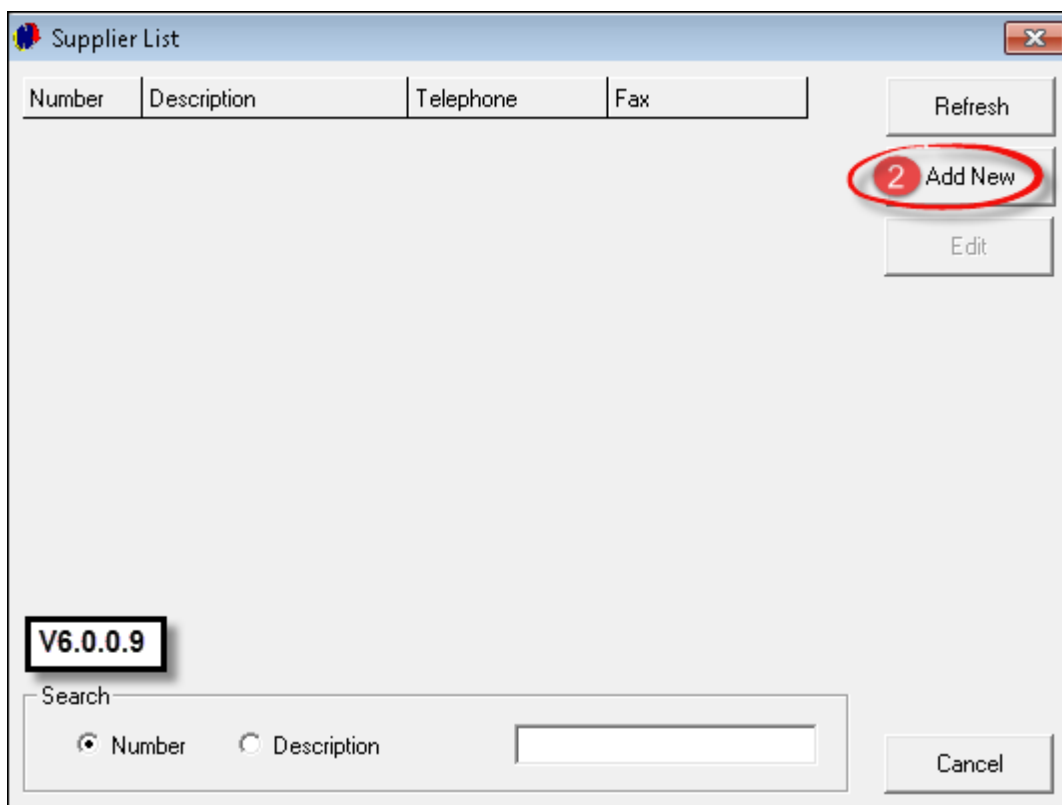 Supplier List
Number Description Telephone Fax
Refresh
2 Add New
Edit
V6.0.0.9
Search
Number Description
Cancel